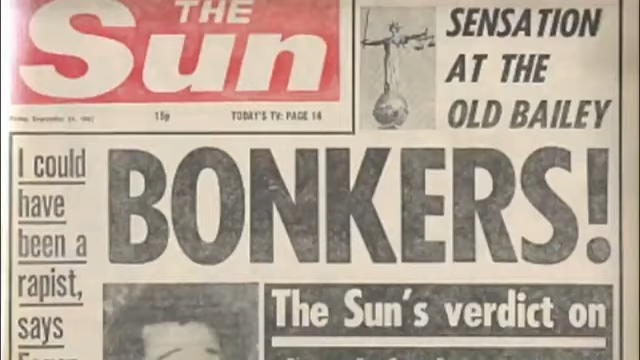 THE
Sun
15p
TODAY'S TV: PAGE 14
SENSATION
AT THE
OLD BAILEY
BONKERS!
I could
have
been a
rapist,
says
The Sun's verdict on